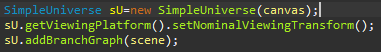 SimpleUniverse sU=new SimpleUniverse(canvas);
sU.getViewingPlatform().setNominalViewingTransform();
sU.addBranchGraph(scene);